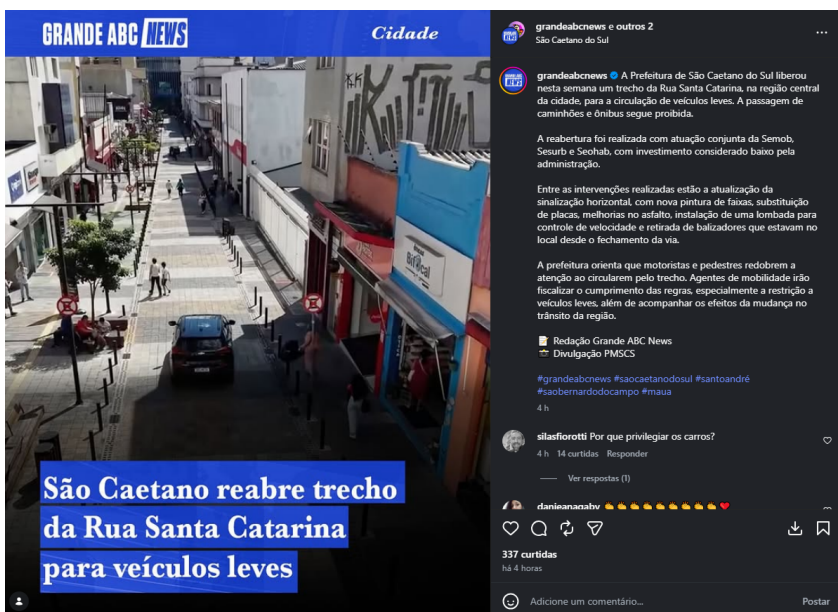 GRANDE ABC NEWS
Cidade
Bifocal
São Caetano reabre trecho
da Rua Santa Catarina
para veículos leves
grandeabcnews e outros 2
São Caetano do Sul
grandeabcnews A Prefeitura de São Caetano do Sul liberou
nesta semana um trecho da Rua Santa Catarina, na região central
da cidade, para a circulação de veículos leves. A passagem de
caminhões e ônibus segue proibida.
A reabertura foi realizada com atuação conjunta da Semob,
Sesurb e Seohab, com investimento considerado baixo pela
administração.
Entre as intervenções realizadas estão a atualização da
sinalização horizontal, com nova pintura de faixas, substituição
de placas, melhorias no asfalto, instalação de uma lombada para
controle de velocidade e retirada de balizadores que estavam no
local desde o fechamento da via.
A prefeitura orienta que motoristas e pedestres redobrem a
atenção ao circularem pelo trecho. Agentes de mobilidade irão
fiscalizar o cumprimento das regras, especialmente a restrição a
veículos leves, além de acompanhar os efeitos da mudança no
trânsito da região.
📝 Redação Grande ABC News
Divulgação PMSCS
#grandeabcnews #saocaetanodosul #santoandré
#saobernardodocampo #maua
4 h
silasfiorotti Por que privilegiar os carros?
4 h 14 curtidas Responder
Ver respostas (1)
danieanagaby 👏👏👏👏👏👏👏👏👏❤️
337 curtidas
há 4 horas
Adicione um comentário...
Postar